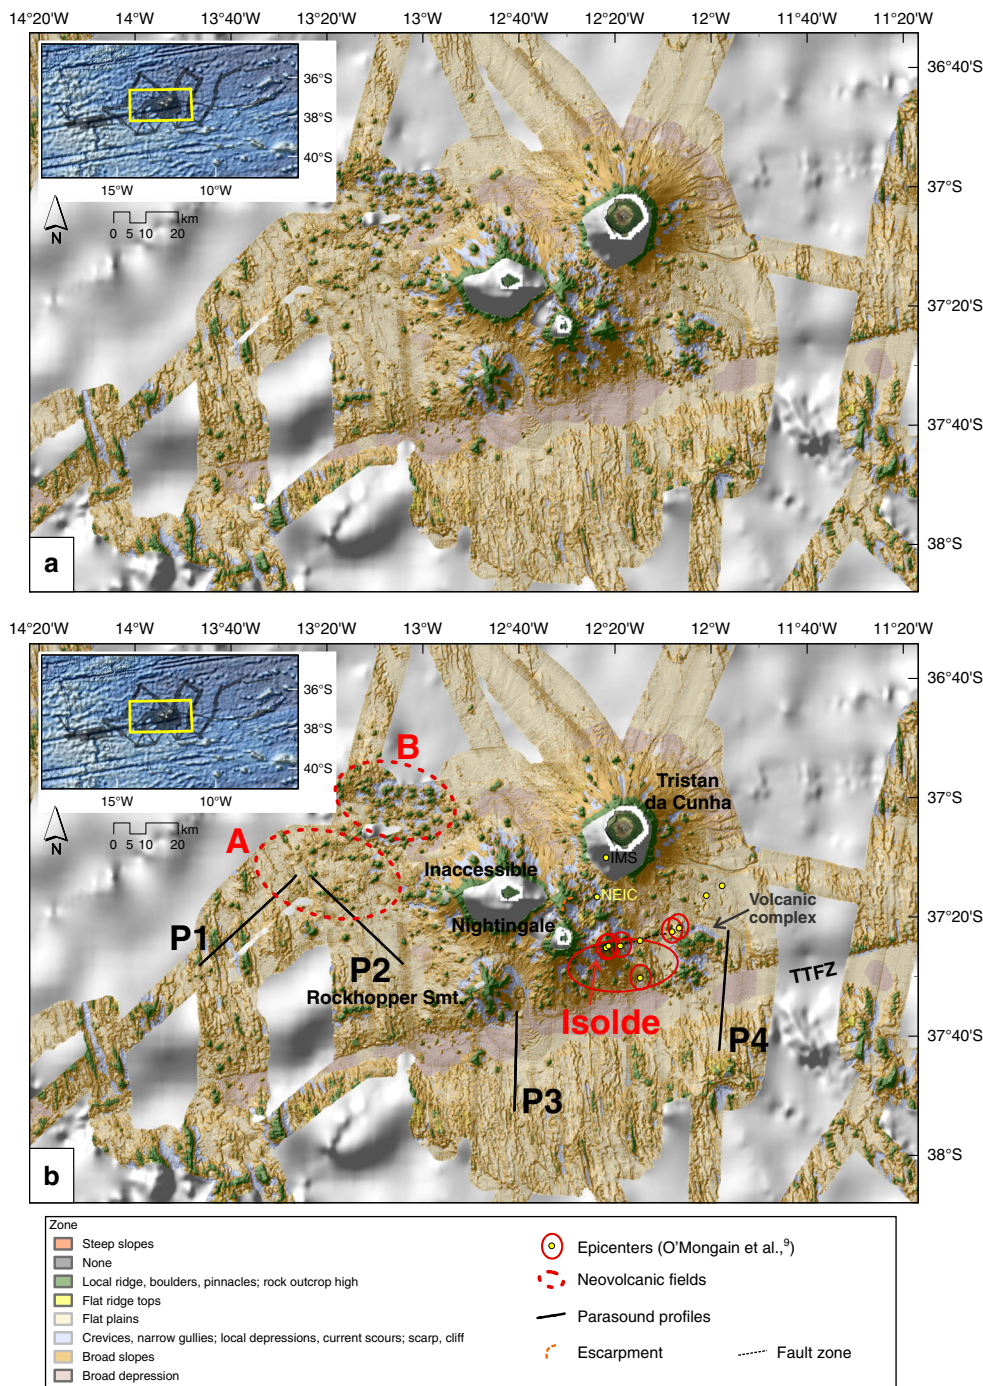 14°20'W 14°W 13°40'W 13°20'W 13°W 12°40'W 12°20'W 12°W 11°40'W 11°20'W
36°S
38°S
40°S
15°W 10°W
N
0 5 10 20
km
36°40'S
37°S
37°20'S
37°40'S
38°S
a
14°20'W 14°W 13°40'W 13°20'W 13°W 12°40'W 12°20'W 12°W 11°40'W 11°20'W
36°S
38°S
40°S
15°W 10°W
N
0 5 10 20
km
36°40'S
37°S
37°20'S
37°40'S
38°S
B
A
Tristan
da Cunha
IMS
Inaccessible
NEIC
Nightingale
Volcanic
complex
P1
P2
Rockhopper Smt.
TTFZ
Isolde
P4
P3
b
Zone
Steep slopes
None
Local ridge, boulders, pinnacles; rock outcrop high
Flat ridge tops
Flat plains
Crevices, narrow gullies; local depressions, current scours; scarp, cliff
Broad slopes
Broad depression
Epicenters (O'Mongain et al.,9)
Neovolcanic fields
Parasound profiles
Escarpment
Fault zone